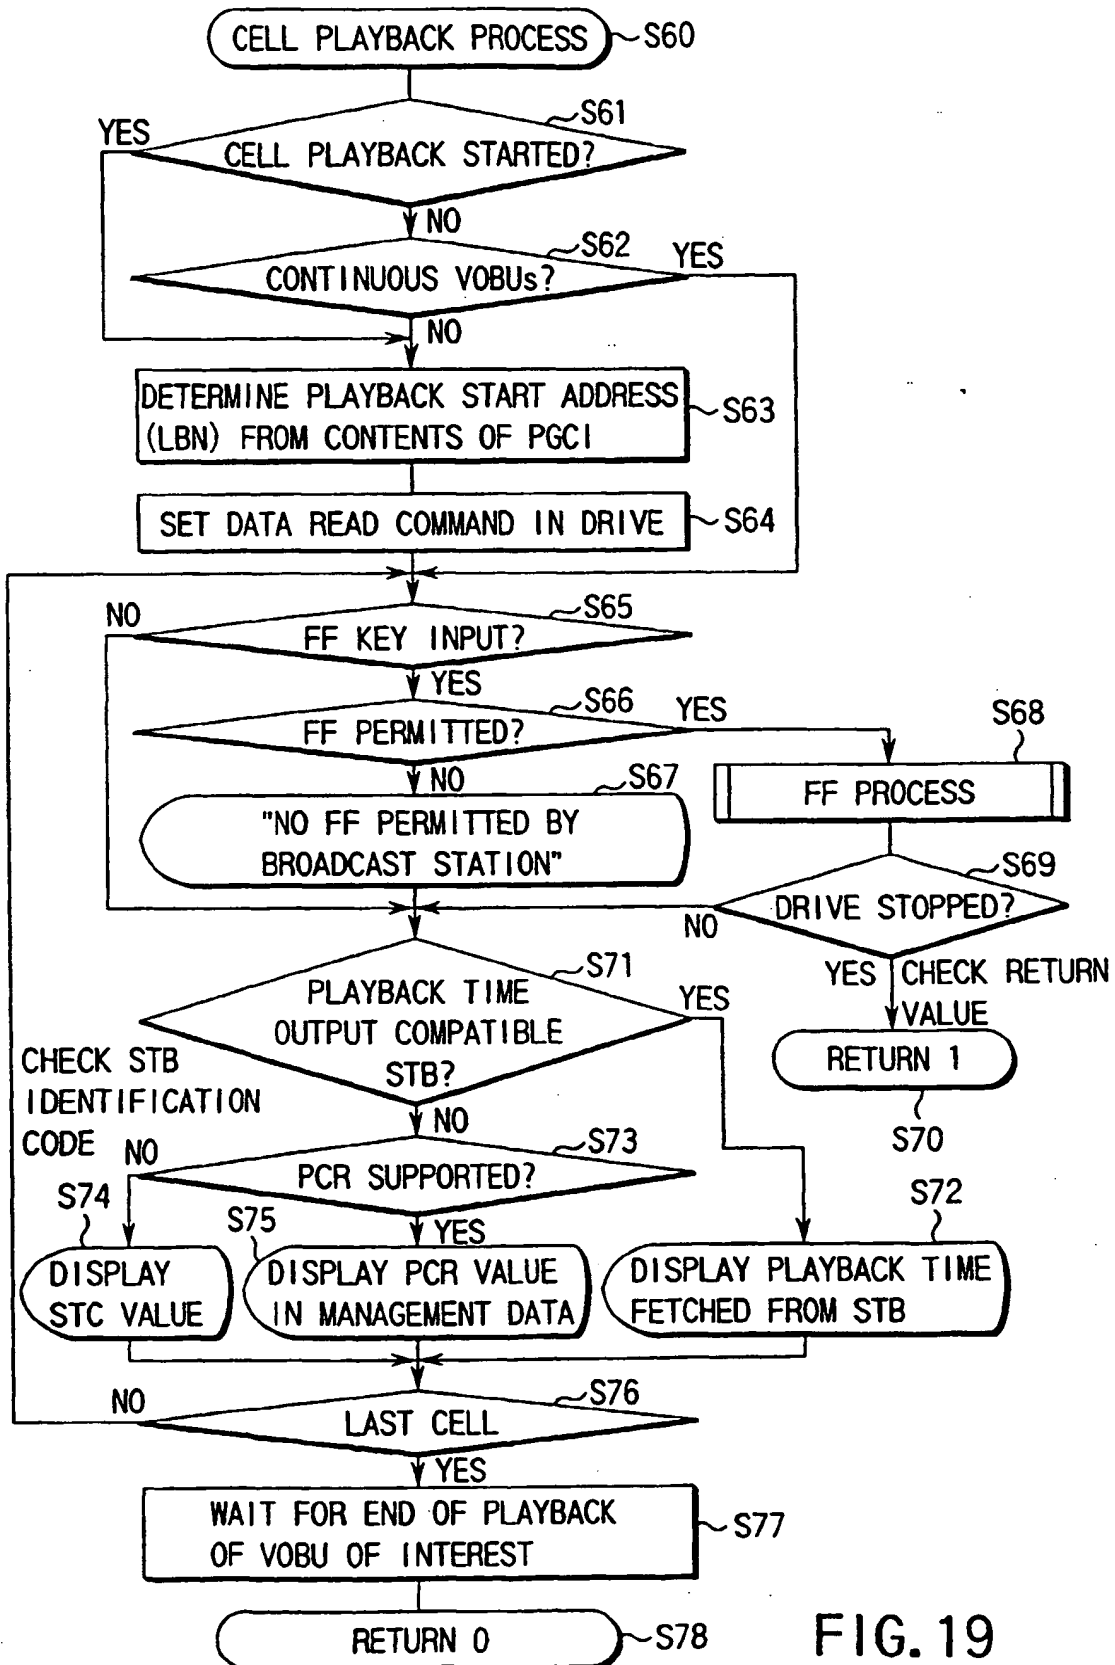 CELL PLAYBACK PROCESS
S60
S61
YES
CELL PLAYBACK STARTED?
NO
S62
YES
CONTINUOUS VOBUs?
NO
DETERMINE PLAYBACK START ADDRESS
(LBN) FROM CONTENTS OF PGCI
S63
SET DATA READ COMMAND IN DRIVE
S64
NO
S65
FF KEY INPUT?
YES
S66
YES
FF PERMITTED?
S68
NO
S67
FF PROCESS
"NO FF PERMITTED BY
BROADCAST STATION"
S69
DRIVE STOPPED?
NO
YES
CHECK RETURN
VALUE
RETURN 1
S70
S71
PLAYBACK TIME
OUTPUT COMPATIBLE
STB?
YES
CHECK STB
IDENTIFICATION
CODE
NO
S73
NO
PCR SUPPORTED?
S74
S75
YES
S72
DISPLAY
STC VALUE
DISPLAY PCR VALUE
IN MANAGEMENT DATA
DISPLAY PLAYBACK TIME
FETCHED FROM STB
S76
NO
LAST CELL
YES
WAIT FOR END OF PLAYBACK
OF VOBU OF INTEREST
S77
RETURN 0
S78
FIG. 19